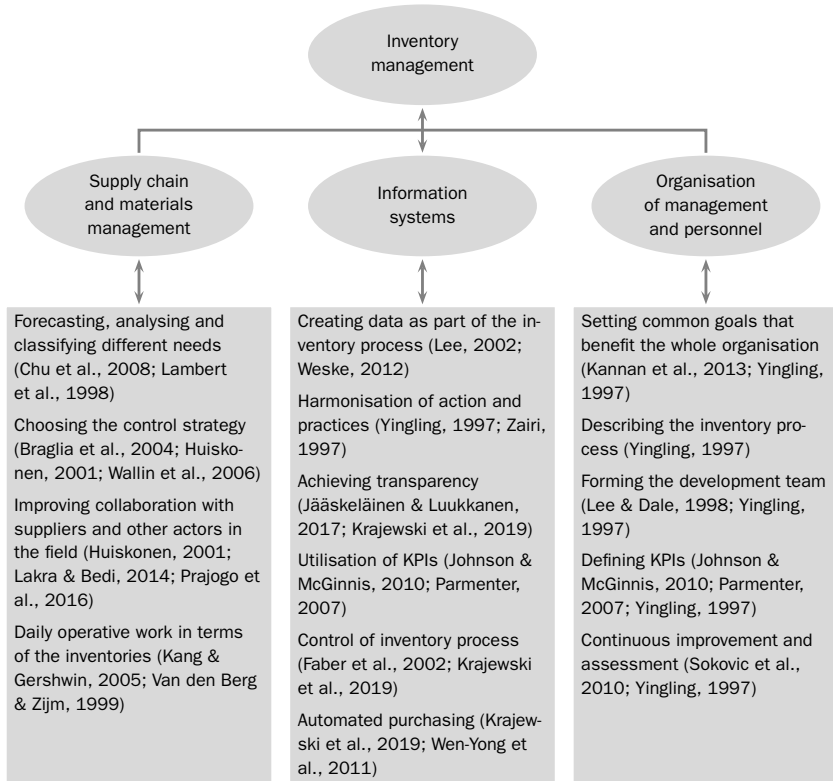 Inventory
management
Supply chain
and materials
management
Information
systems
Organisation
of management
and personnel
Forecasting, analysing and
classifying different needs
(Chu et al., 2008; Lambert
et al., 1998)
Choosing the control strategy
(Braglia et al., 2004; Huisko-
nen, 2001; Wallin et al., 2006)
Improving collaboration with
suppliers and other actors in
the field (Huiskonen, 2001;
Lakra & Bedi, 2014; Prajogo et
al., 2016)
Daily operative work in terms
of the inventories (Kang &
Gershwin, 2005; Van den Berg
& Zijm, 1999)
Creating data as part of the in-
ventory process (Lee, 2002;
Weske, 2012)
Harmonisation of action and
practices (Yingling, 1997; Zairi,
1997)
Achieving transparency
(Jääskeläinen & Luukkanen,
2017; Krajewski et al., 2019)
Utilisation of KPIs (Johnson &
McGinnis, 2010; Parmenter,
2007)
Control of inventory process
(Faber et al., 2002; Krajewski
et al., 2019)
Automated purchasing (Krajew-
ski et al., 2019; Wen-Yong et
al., 2011)
Setting common goals that
benefit the whole organisation
(Kannan et al., 2013; Yingling,
1997)
Describing the inventory pro-
cess (Yingling, 1997)
Forming the development team
(Lee & Dale, 1998; Yingling,
1997)
Defining KPIs (Johnson &
McGinnis, 2010; Parmenter,
2007; Yingling, 1997)
Continuous improvement and
assessment (Sokovic et al.,
2010; Yingling, 1997)